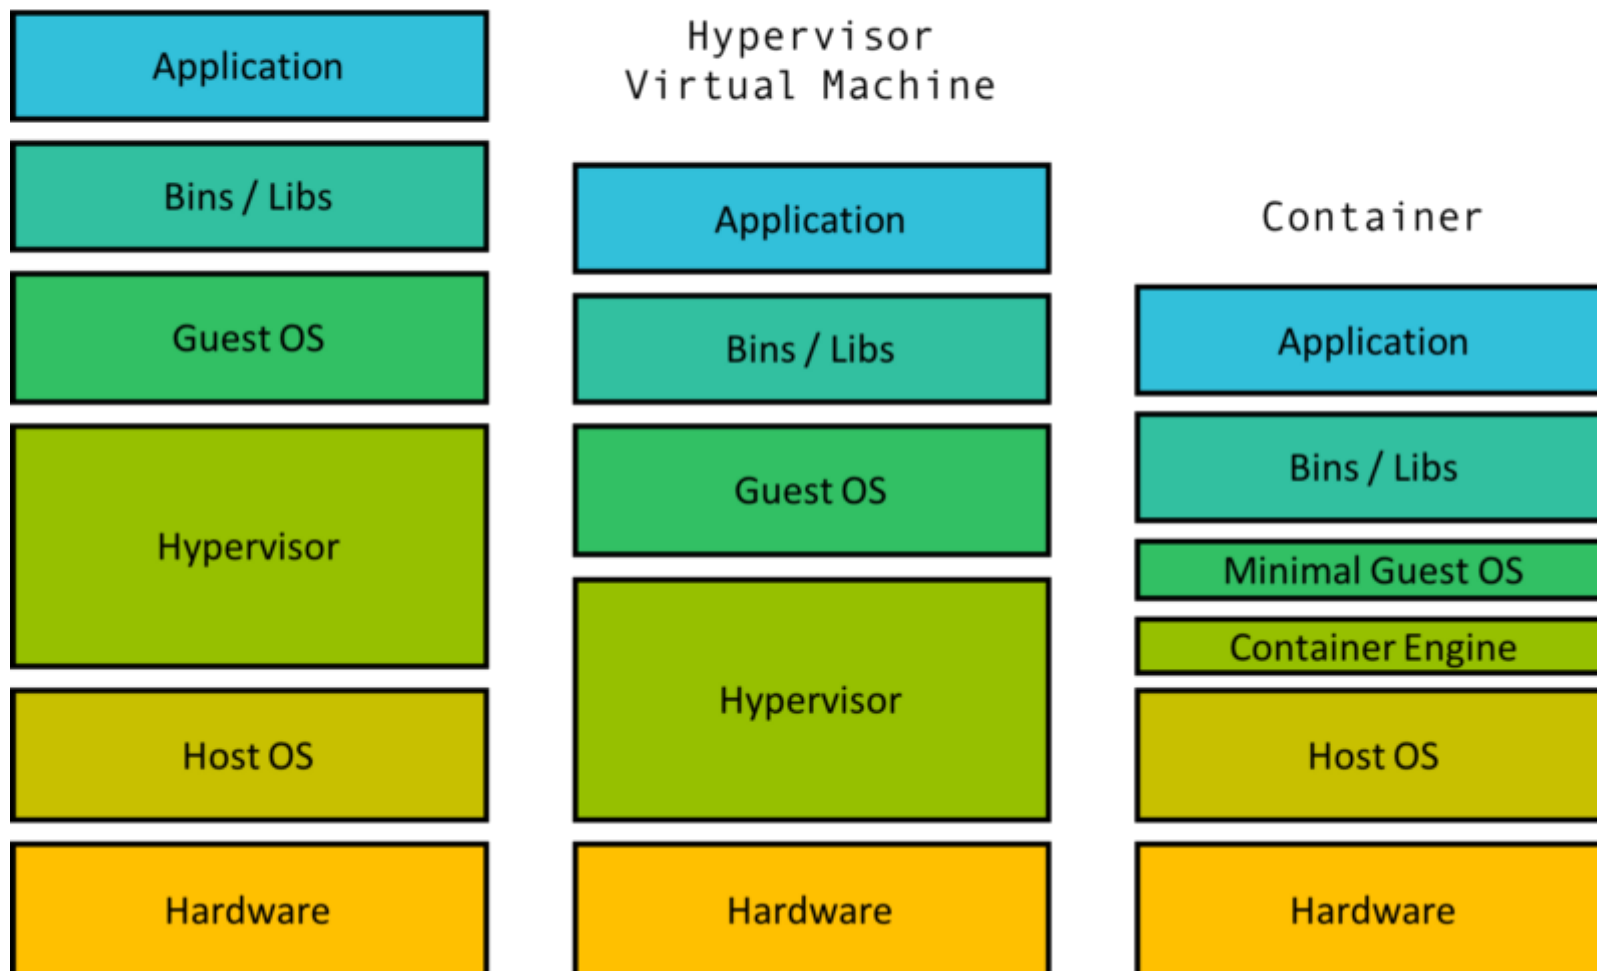 Application
Bins / Libs
Guest OS
Hypervisor
Host OS
Hardware
Hypervisor
Virtual Machine
Application
Bins / Libs
Guest OS
Hypervisor
Hardware
Container
Application
Bins / Libs
Minimal Guest OS
Container Engine
Host OS
Hardware